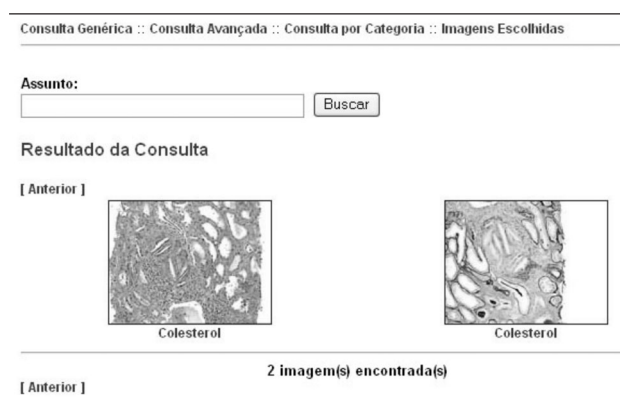 Consulta Genérica :: Consulta Avançada :: Consulta por Categoria :: Imagens Escolhidas
Assunto:
Buscar
Resultado da Consulta
[ Anterior ]
Colesterol Colesterol
2 imagem(s) encontrada(s)
[ Anterior ]